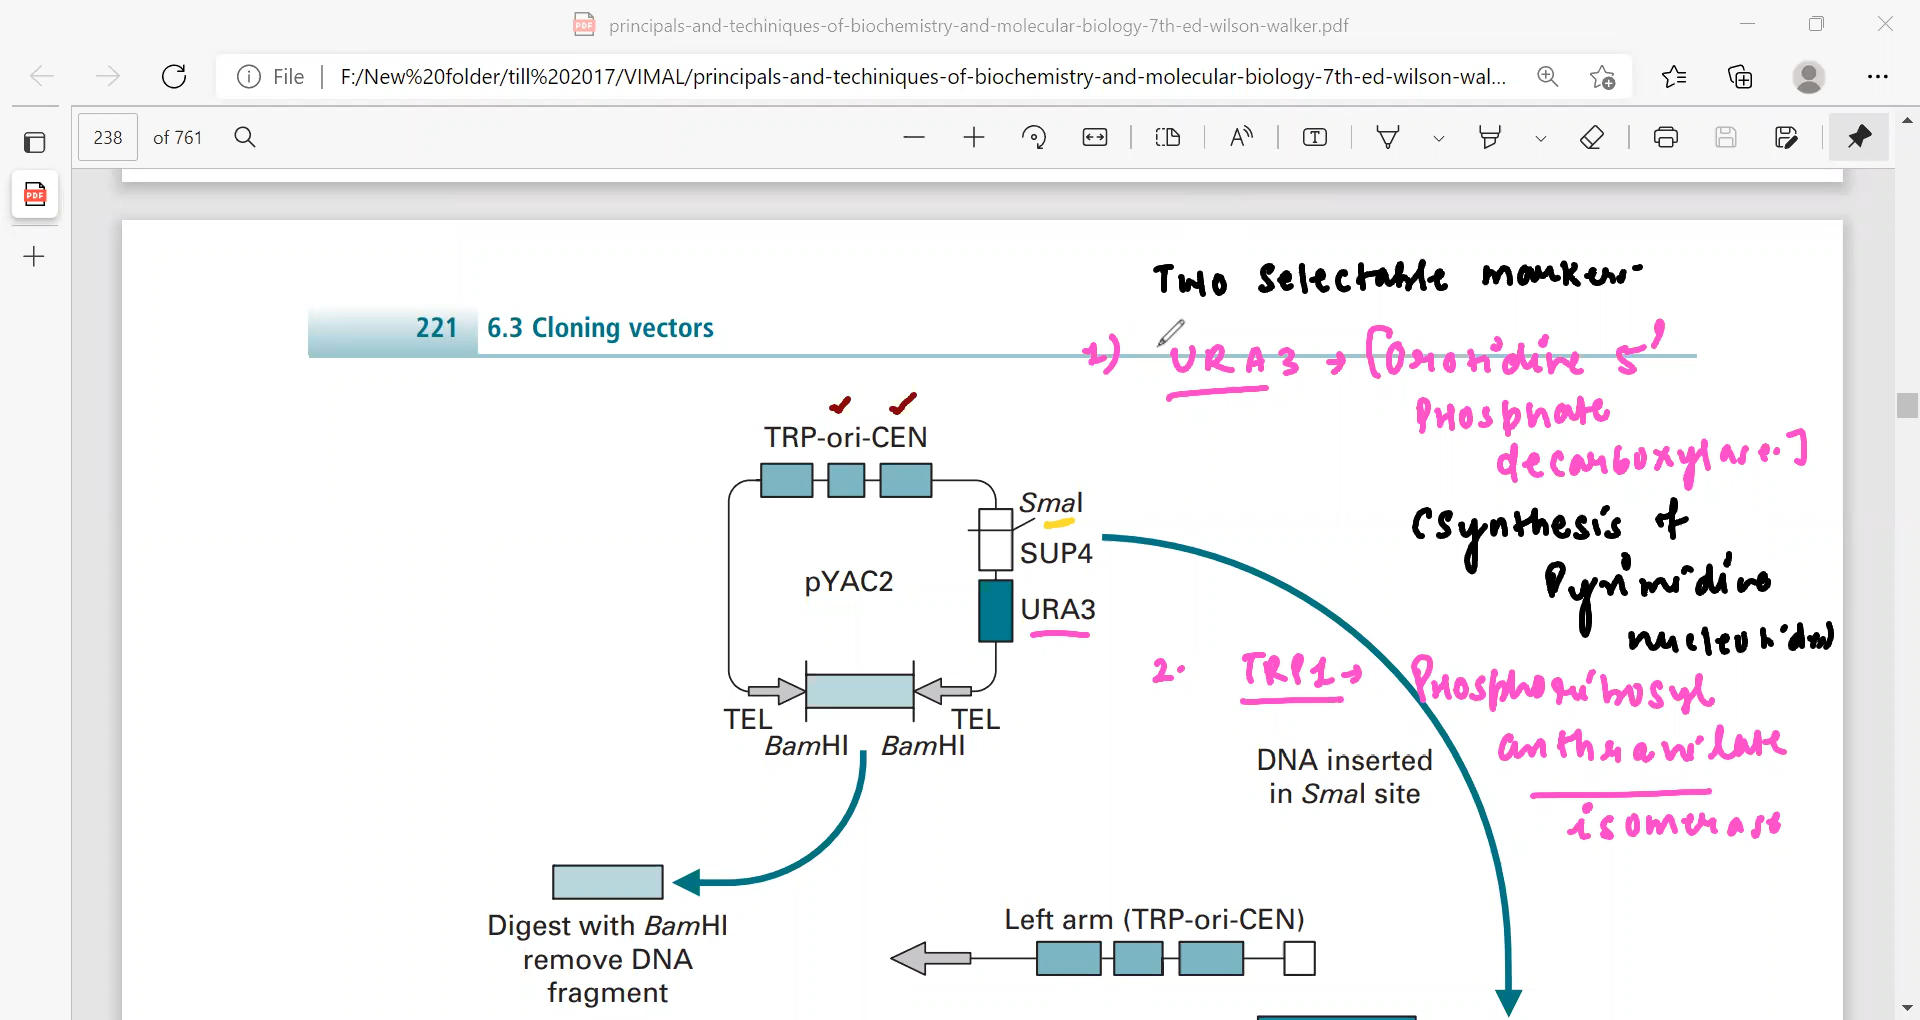 principals-and-techiniques-of-biochemistry-and-molecular-biology-7th-ed-wilson-walker.pdf
File | F:/New%20folder/till%202017/VIMAL/principals-and-techiniques-of-biochemistry-and-molecular-biology-7th-ed-wilson-wal...
238 of 761
Two selectable markers
221 6.3 Cloning vectors
1) URA3 → [Orotidine 5'
Phosphate
decarboxylase.]
(Synthesis of
Pyrimidine
nucleotides)
2. TRP1 → Phosphoribosyl
anthranilate
isomerase
TRP-ori-CEN
SmaI
SUP4
pYAC2
URA3
TEL
TEL
BamHI
BamHI
DNA inserted
in SmaI site
Digest with BamHI
remove DNA
fragment
Left arm (TRP-ori-CEN)